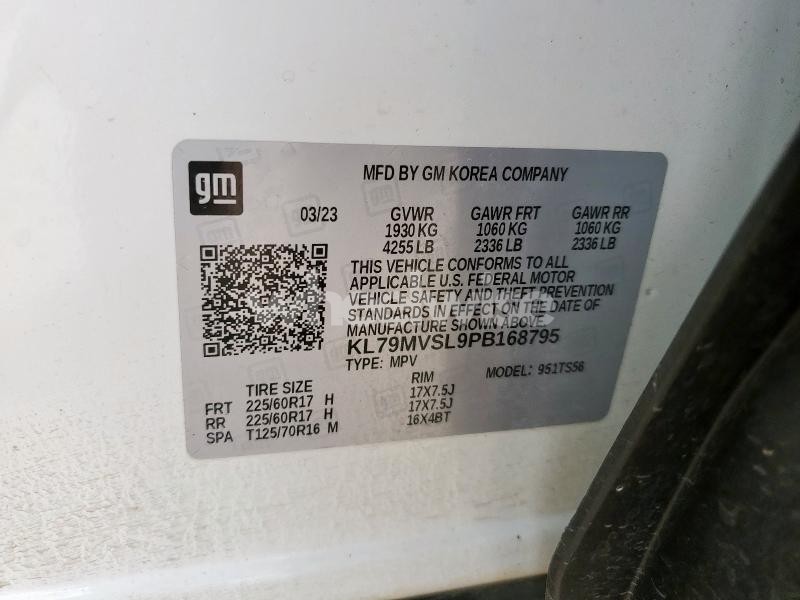 gm
MFD BY GM KOREA COMPANY
03/23 GVWR GAWR FRT GAWR RR
1930 KG 1060 KG 1060 KG
4255 LB 2336 LB 2336 LB
THIS VEHICLE CONFORMS TO ALL
APPLICABLE U.S. FEDERAL MOTOR
VEHICLE SAFETY AND THEFT PREVENTION
STANDARDS IN EFFECT ON THE DATE OF
MANUFACTURE SHOWN ABOVE.
KL79MVSL9PB168795
TYPE: MPV MODEL: 951TS56
TIRE SIZE RIM
FRT 225/60R17 H 17X7.5J
RR 225/60R17 H 17X7.5J
SPA T125/70R16 M 16X4BT